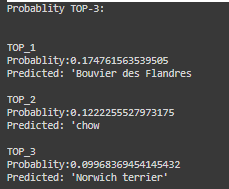 Probablity TOP-3:
TOP_1
Probablity:0.174761563539505
Predicted: 'Bouvier des Flandres
TOP_2
Probablity:0.1222255527973175
Predicted: 'chow
TOP_3
Probablity:0.09968369454145432
Predicted: 'Norwich terrier'